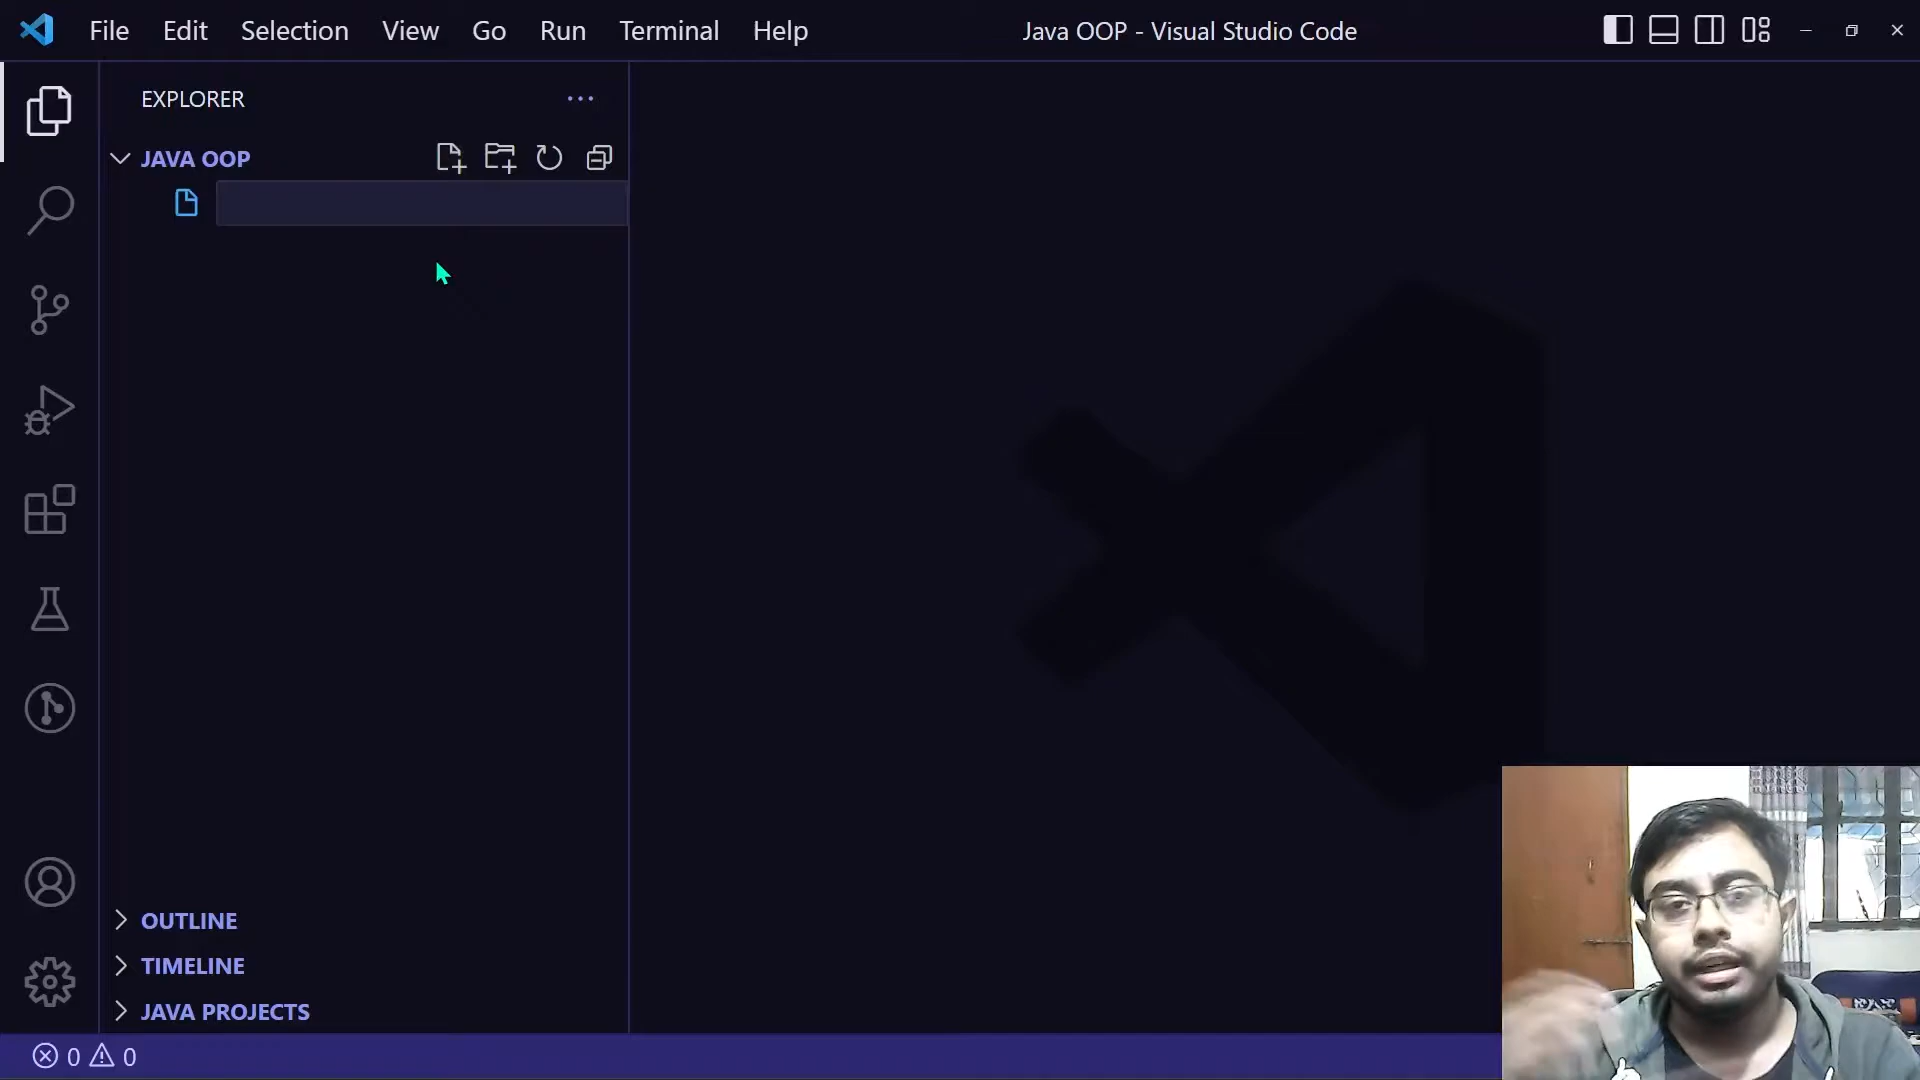 File Edit Selection View Go Run Terminal Help Java OOP - Visual Studio Code
EXPLORER
JAVA OOP
OUTLINE
TIMELINE
JAVA PROJECTS
0 0